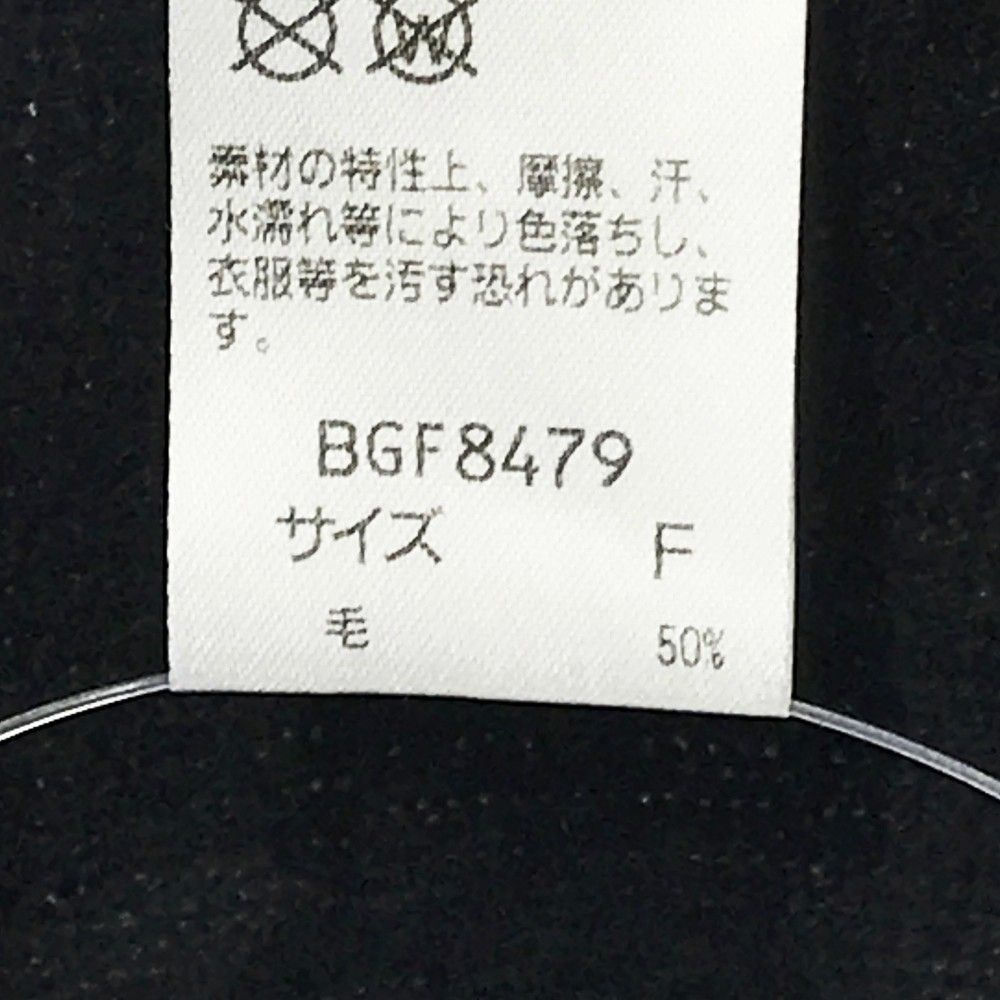 素材の特性上、摩擦、汗、
水濡れ等により色落ちし、
衣服等を汚す恐れがありま
す。
BGF8479
サイズ F
毛 50%